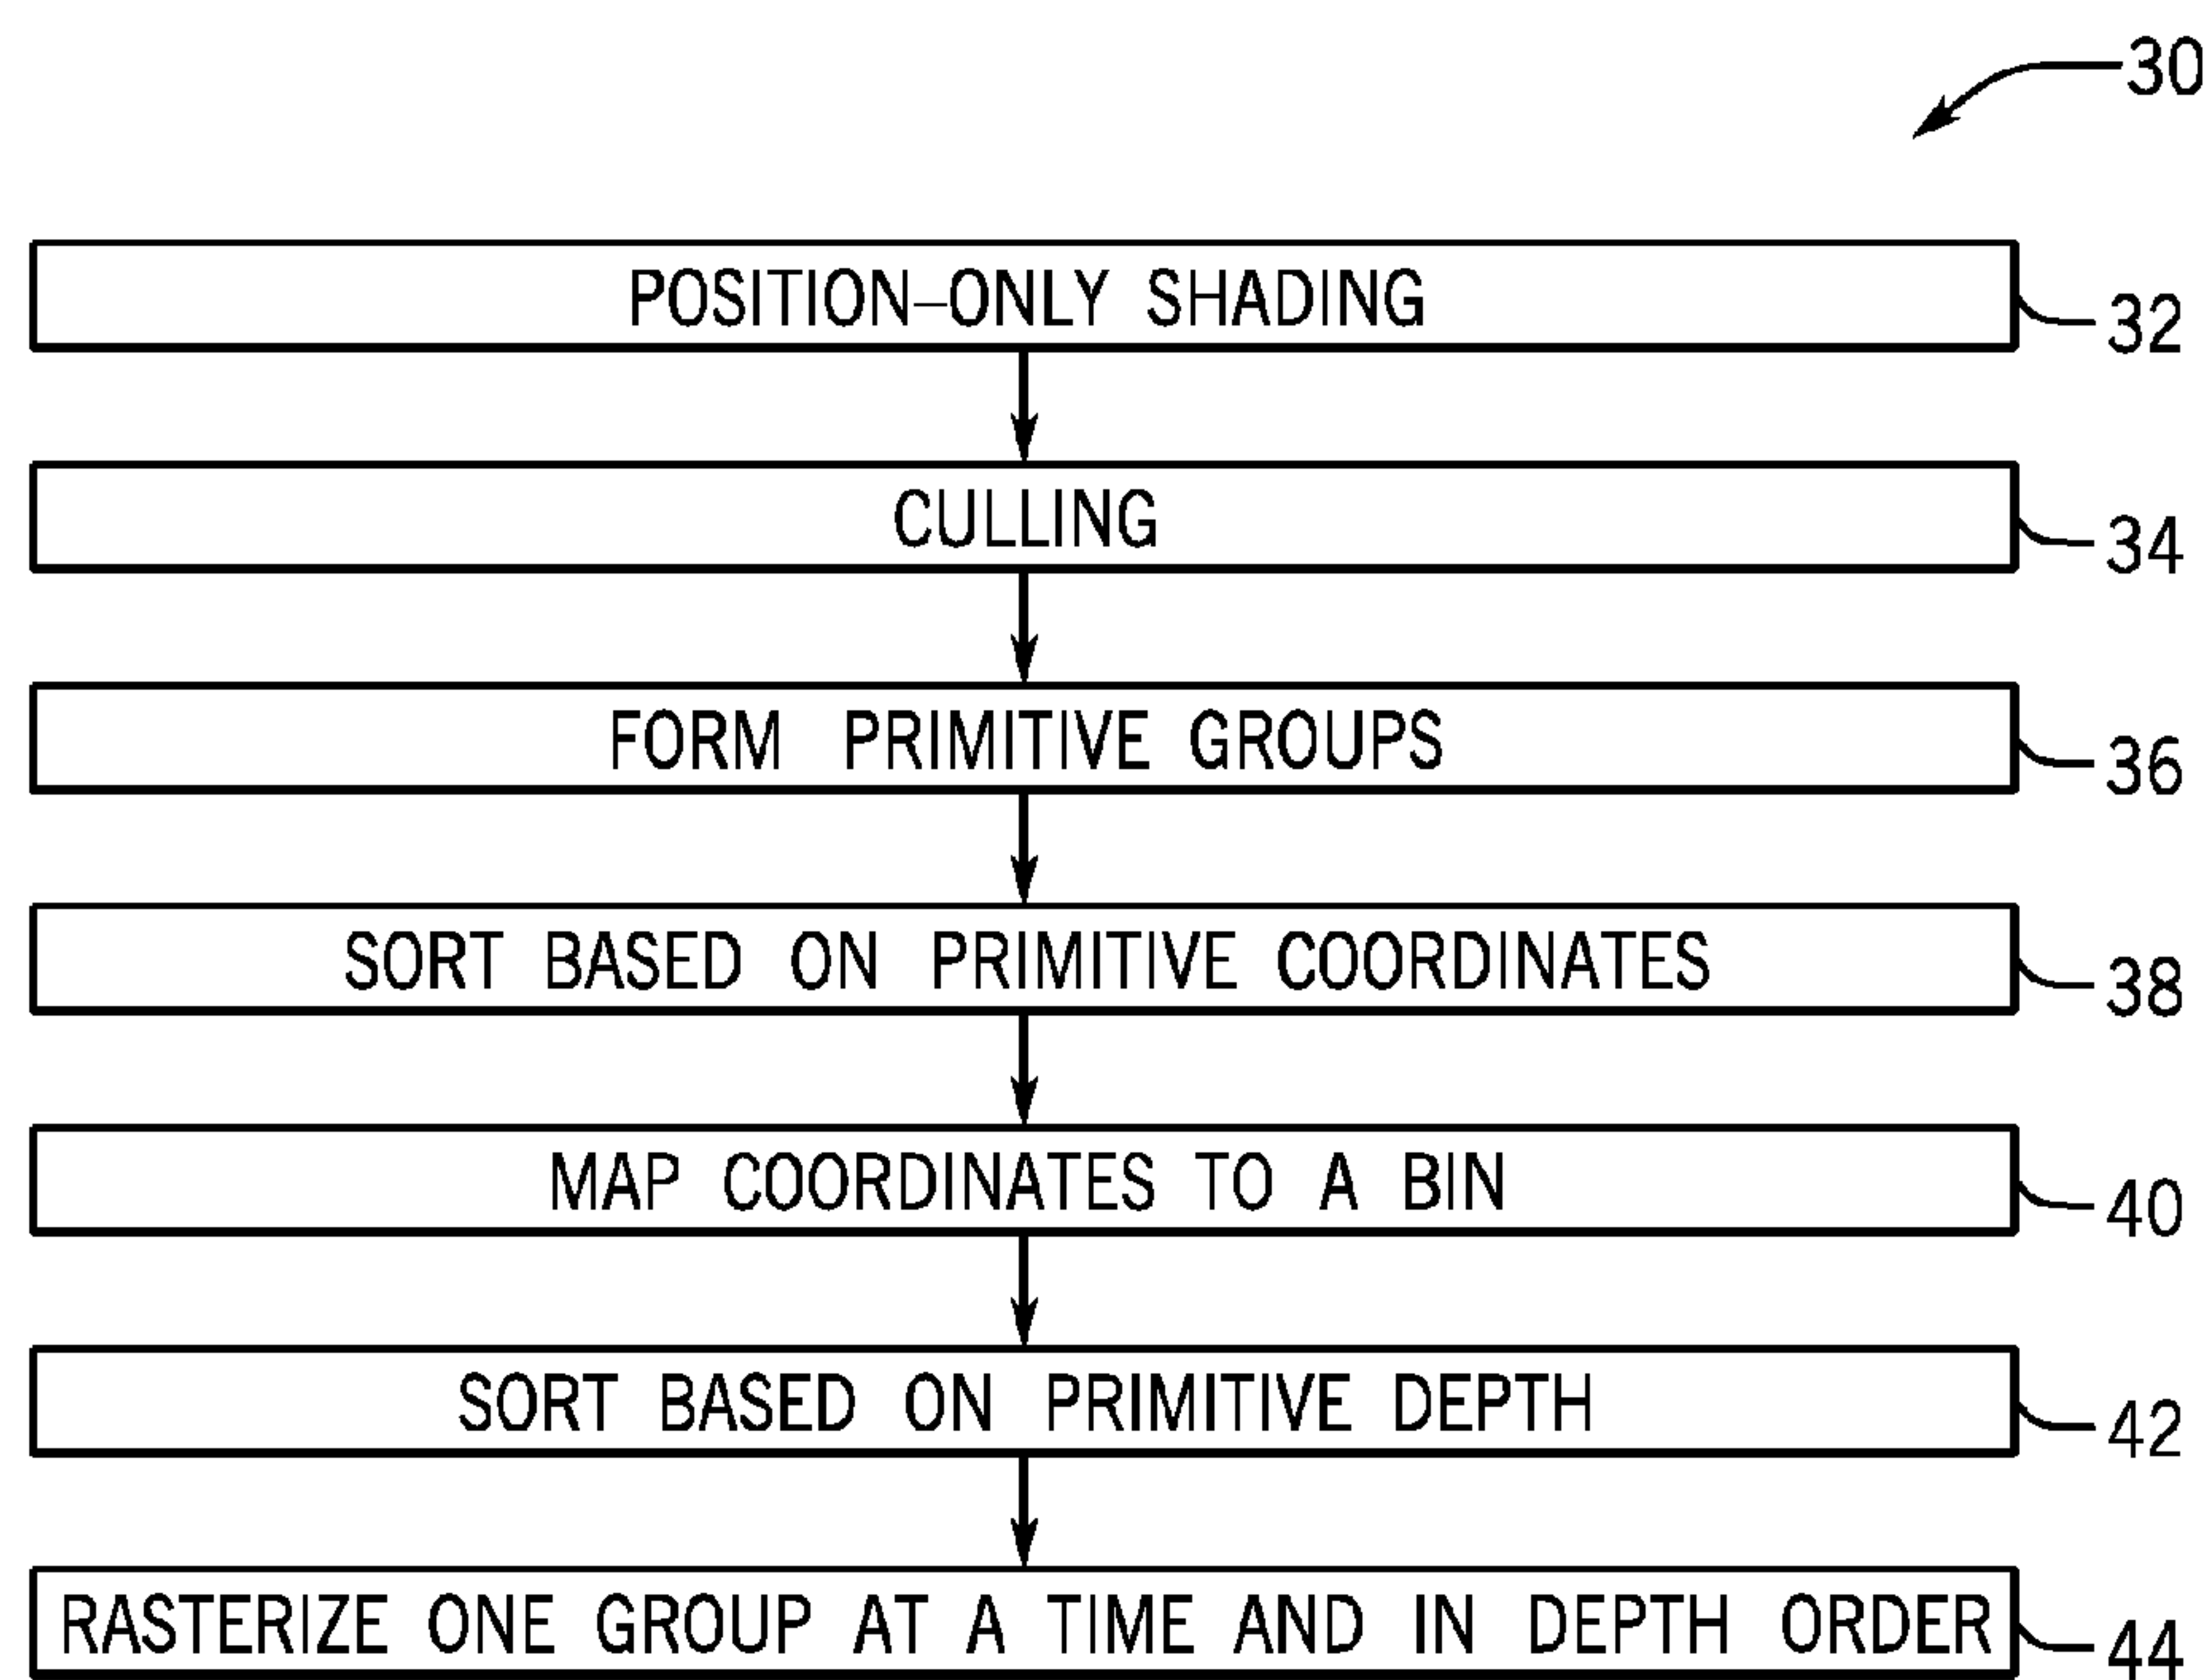 30
POSITION–ONLY SHADING
32
CULLING
34
FORM PRIMITIVE GROUPS
36
SORT BASED ON PRIMITIVE COORDINATES
38
MAP COORDINATES TO A BIN
40
SORT BASED ON PRIMITIVE DEPTH
42
RASTERIZE ONE GROUP AT A TIME AND IN DEPTH ORDER
44